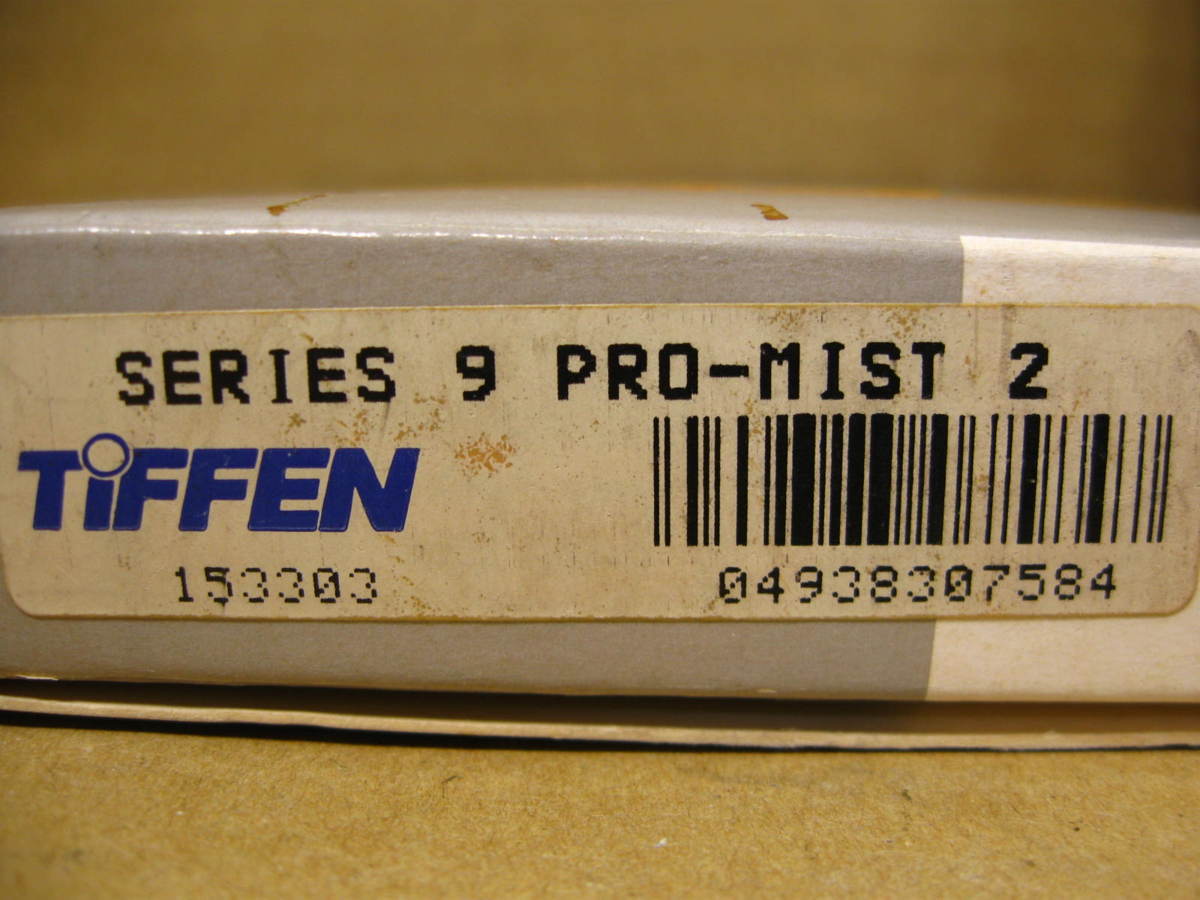 SERIES 9 PRO-MIST 2
TiFFEN
153303
04938307584